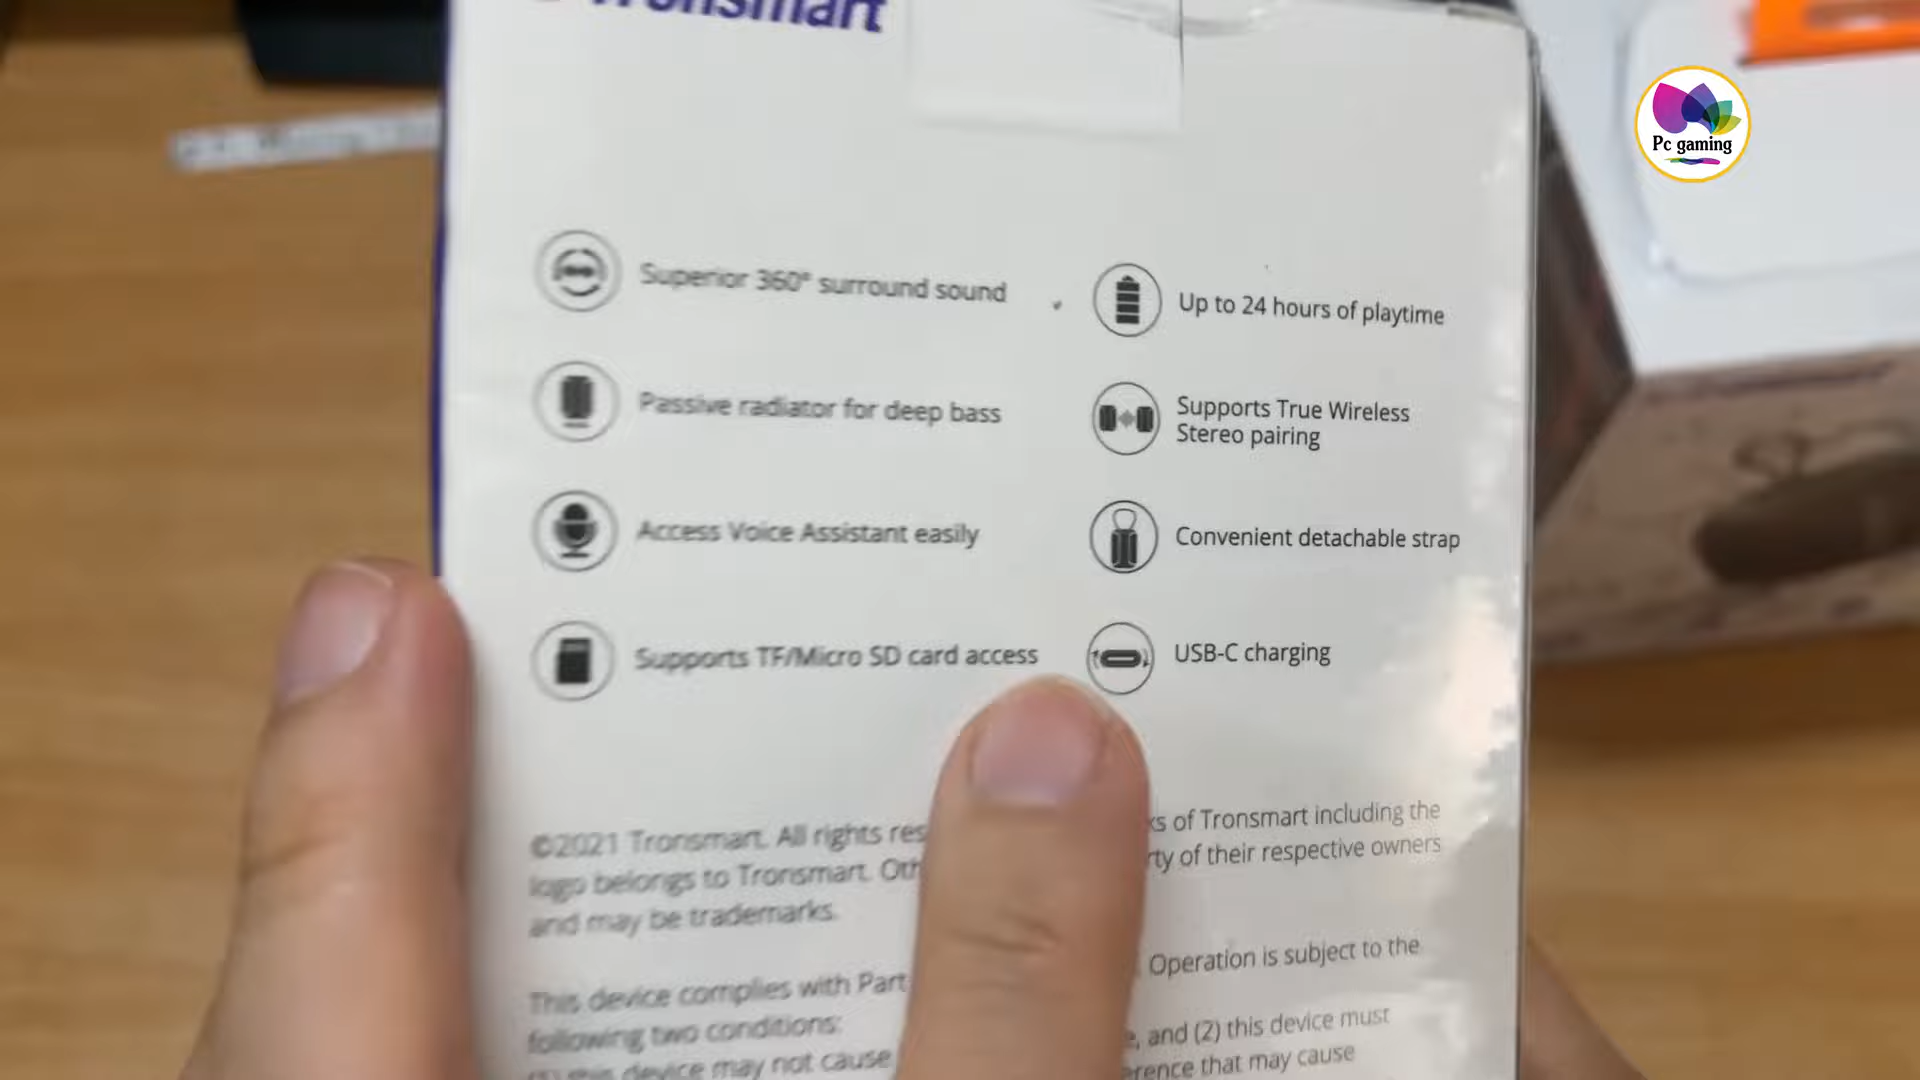 Tronsmart
Pc gaming
Superior 360° surround sound
Up to 24 hours of playtime
Passive radiator for deep bass
Supports True Wireless
Stereo pairing
Access Voice Assistant easily
Convenient detachable strap
Supports TF/Micro SD card access
USB-C charging
©2021 Tronsmart. All rights res ks of Tronsmart including the
logo belongs to Tronsmart. Oth rty of their respective owners
and may be trademarks.
This device complies with Part Operation is subject to the
following two conditions:
(1) this device may not cause e, and (2) this device must
erence that may cause